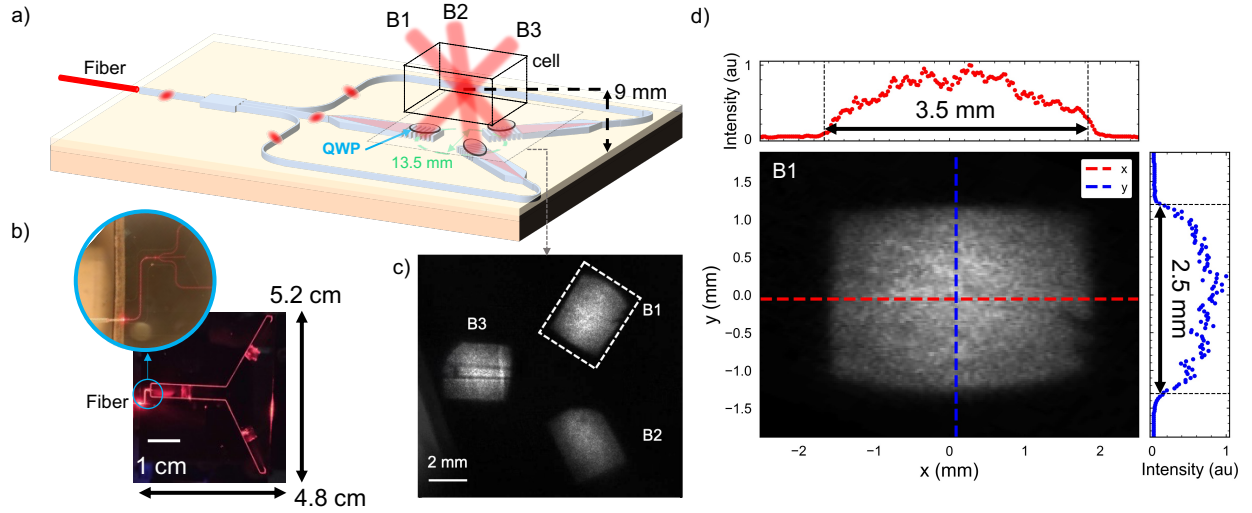 a)
B1
B2
B3
cell
Fiber
9 mm
QWP
13.5 mm
b)
5.2 cm
Fiber
1 cm
4.8 cm
c)
B1
B3
B2
2 mm
d)
Intensity (au)
1
0
3.5 mm
B1
x
y
y (mm)
1.5
1.0
0.5
0.0
−0.5
−1.0
−1.5
−2
−1
0
1
2
x (mm)
2.5 mm
0
1
Intensity (au)